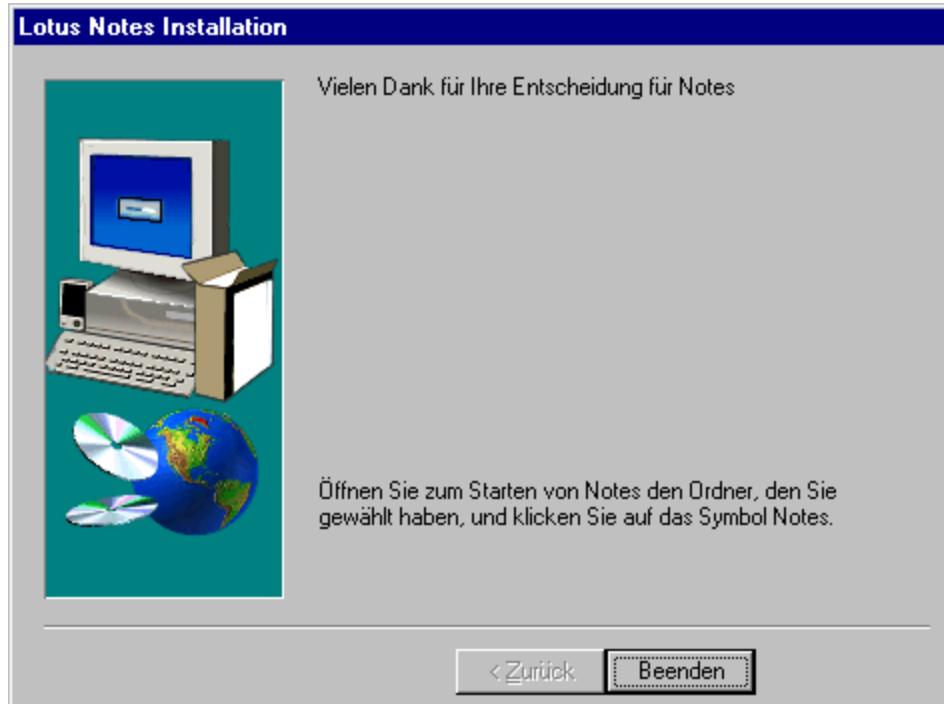 Lotus Notes Installation
Vielen Dank für Ihre Entscheidung für Notes
Öffnen Sie zum Starten von Notes den Ordner, den Sie
gewählt haben, und klicken Sie auf das Symbol Notes.
< Zurück
Beenden